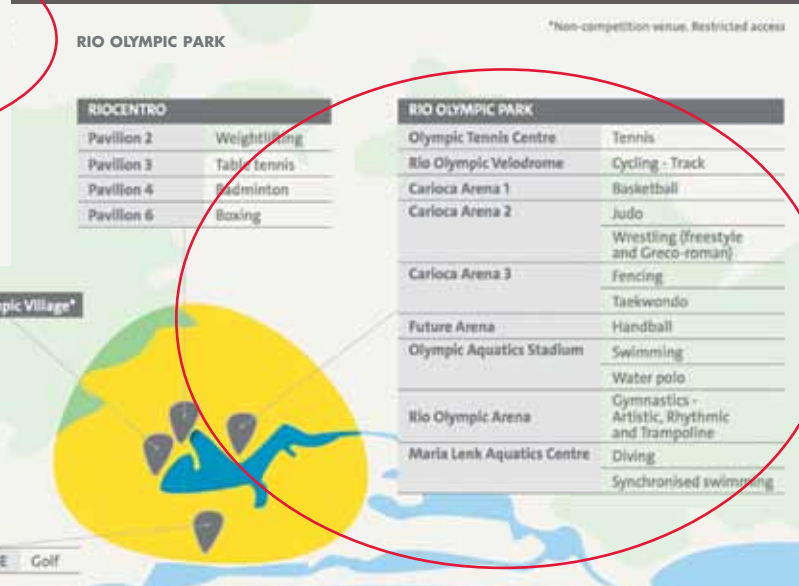 *Non-competition venue. Restricted access
RIO OLYMPIC PARK
RIOCENTRO
Pavilion 2 Weightlifting
Pavilion 3 Table tennis
Pavilion 4 Badminton
Pavilion 6 Boxing
RIO OLYMPIC PARK
Olympic Tennis Centre Tennis
Rio Olympic Velodrome Cycling - Track
Carioca Arena 1 Basketball
Carioca Arena 2 Judo
Wrestling (freestyle
and Greco-roman)
Carioca Arena 3 Fencing
Taekwondo
Future Arena Handball
Olympic Aquatics Stadium Swimming
Water polo
Rio Olympic Arena Gymnastics -
Artistic, Rhythmic
and Trampoline
Maria Lenk Aquatics Centre Diving
Synchronised swimming
pic Village*
E Golf